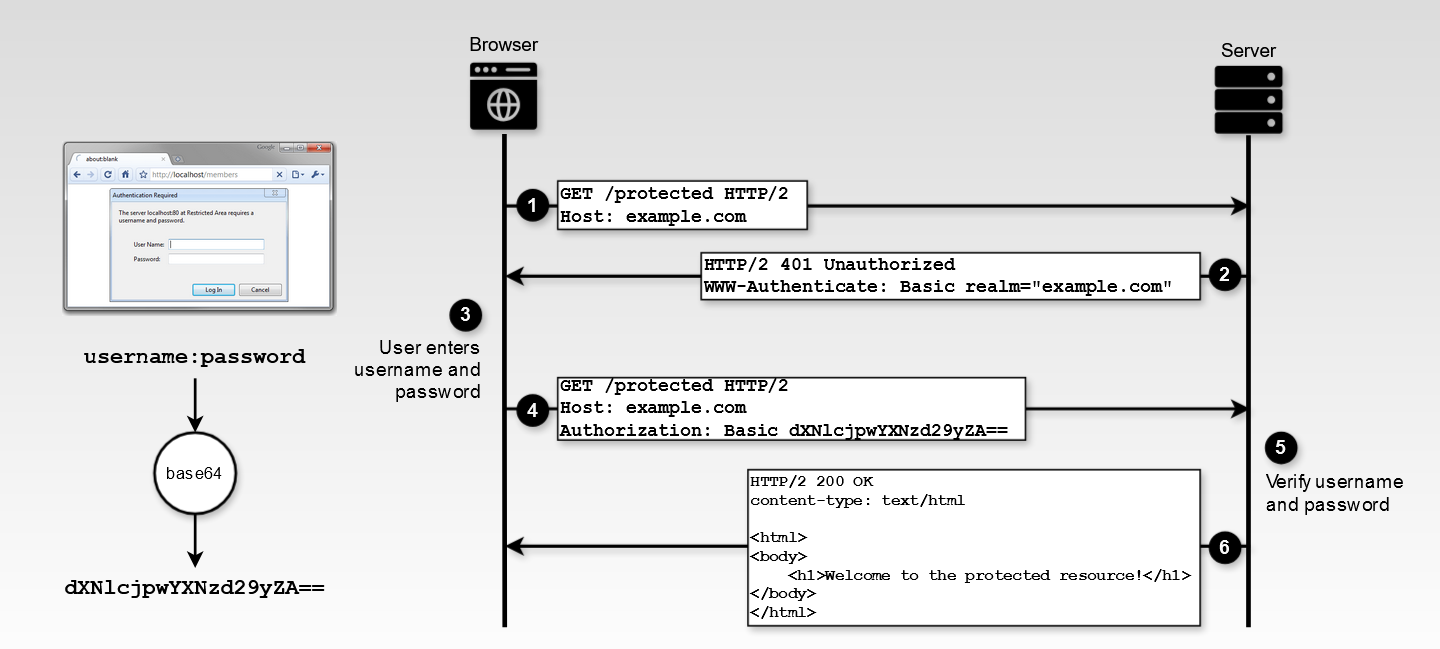 Browser
Server
Google
about:blank
http://localhost/members
Authentication Required
The server localhost:80 at Restricted Area requires a
username and password.
User Name:
Password:
Log In
Cancel
username:password
base64
dXNlcjpwYXNzd29yZA==
1
GET /protected HTTP/2
Host: example.com
2
HTTP/2 401 Unauthorized
WWW-Authenticate: Basic realm="example.com"
3
User enters
username and
password
4
GET /protected HTTP/2
Host: example.com
Authorization: Basic dXNlcjpwYXNzd29yZA==
5
Verify username
and password
6
HTTP/2 200 OK
content-type: text/html
<html>
<body>
<h1>Welcome to the protected resource!</h1>
</body>
</html>